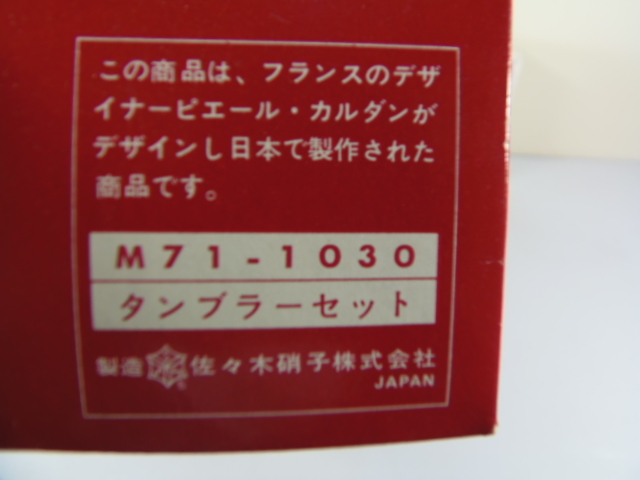 この商品は、フランスのデザ
イナーピエール・カルダンが
デザインし日本で製作された
商品です。
M71-1030
タンブラーセット
製造 佐々木硝子株式会社
JAPAN